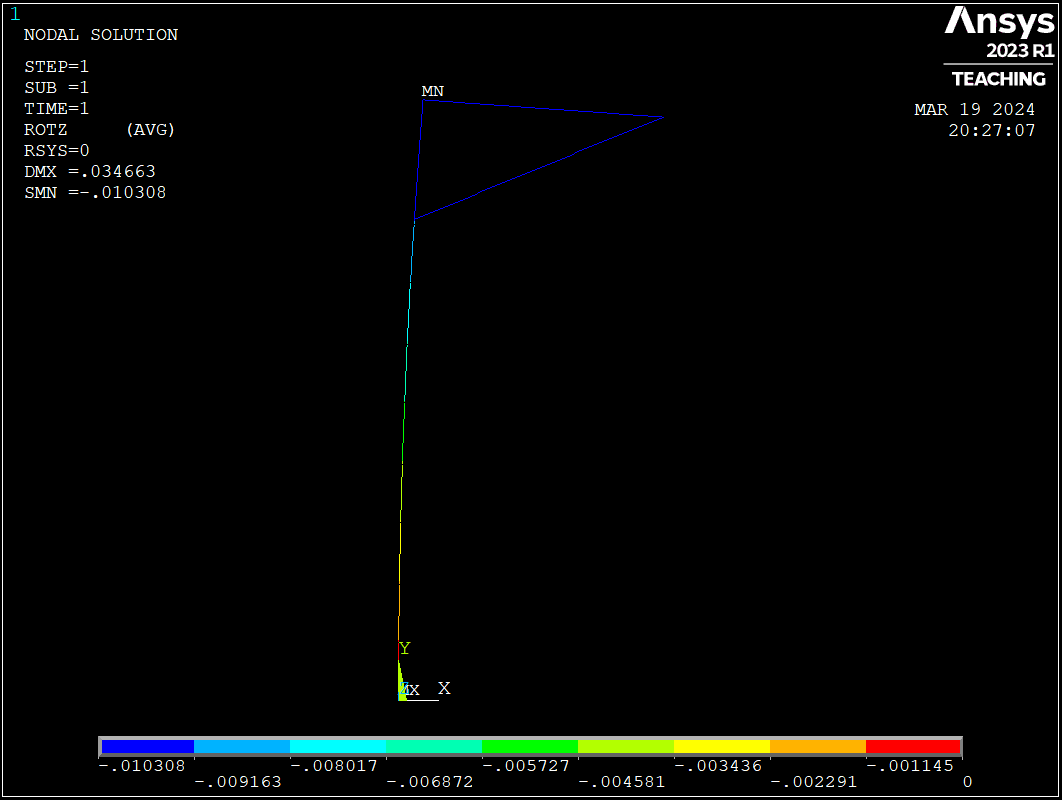 1
NODAL SOLUTION
STEP=1
SUB =1
TIME=1
ROTZ (AVG)
RSYS=0
DMX =.034663
SMN =-.010308
Ansys
2023 R1
TEACHING
MAR 19 2024
20:27:07
MN
Y
MX X
-.010308 -.008017 -.005727 -.003436 -.001145
-.009163 -.006872 -.004581 -.002291 0